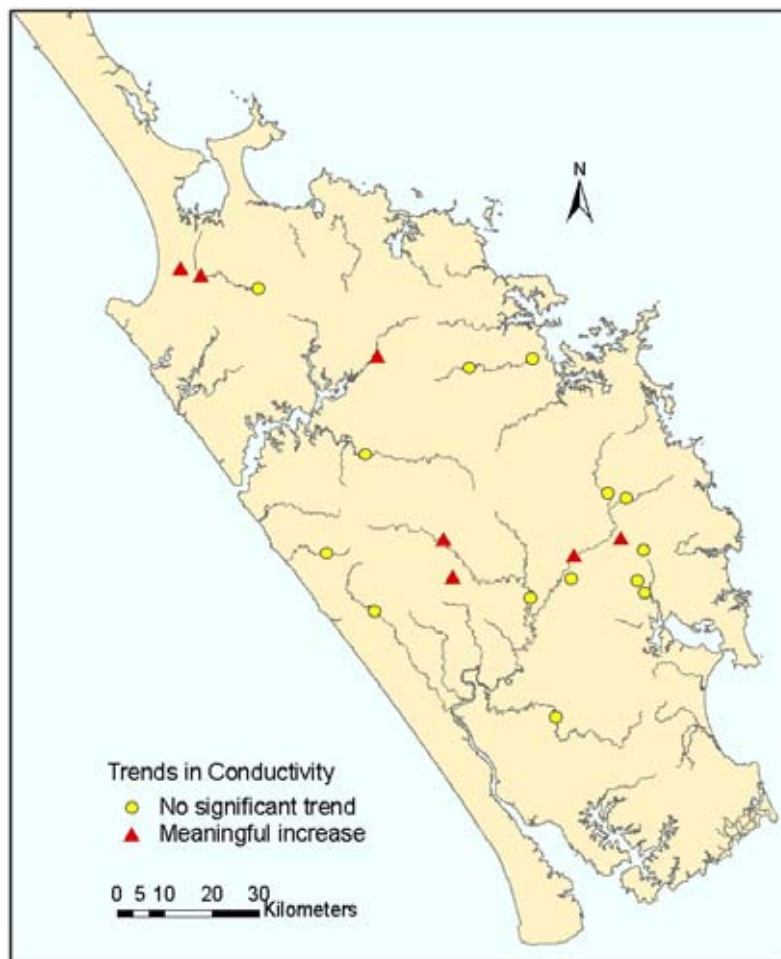 N
Trends in Conductivity
No significant trend
Meaningful increase
0 5 10 20 30
Kilometers